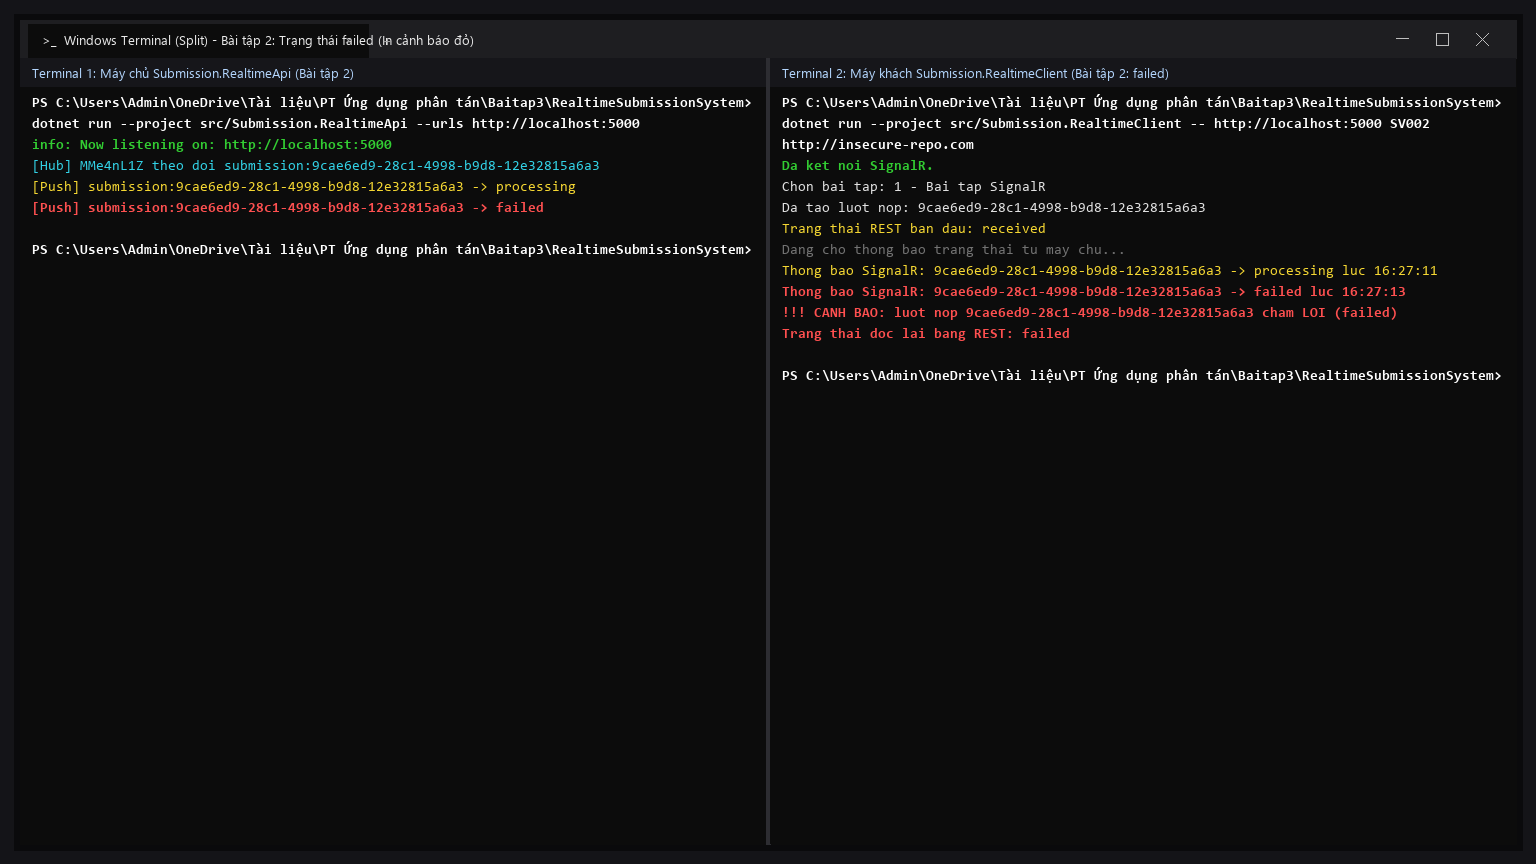 >_ Windows Terminal (Split) - Bài tập 2: Trạng thái failed (In cảnh báo đỏ)
Terminal 1: Máy chủ Submission.RealtimeApi (Bài tập 2)
PS C:\Users\Admin\OneDrive\Tài liệu\PT Ứng dụng phân tán\Baitap3\RealtimeSubmissionSystem>
dotnet run --project src/Submission.RealtimeApi --urls http://localhost:5000
info: Now listening on: http://localhost:5000
[Hub] MMe4nL1Z theo doi submission:9cae6ed9-28c1-4998-b9d8-12e32815a6a3
[Push] submission:9cae6ed9-28c1-4998-b9d8-12e32815a6a3 -> processing
[Push] submission:9cae6ed9-28c1-4998-b9d8-12e32815a6a3 -> failed
PS C:\Users\Admin\OneDrive\Tài liệu\PT Ứng dụng phân tán\Baitap3\RealtimeSubmissionSystem>
Terminal 2: Máy khách Submission.RealtimeClient (Bài tập 2: failed)
PS C:\Users\Admin\OneDrive\Tài liệu\PT Ứng dụng phân tán\Baitap3\RealtimeSubmissionSystem>
dotnet run --project src/Submission.RealtimeClient -- http://localhost:5000 SV002
http://insecure-repo.com
Da ket noi SignalR.
Chon bai tap: 1 - Bai tap SignalR
Da tao luot nop: 9cae6ed9-28c1-4998-b9d8-12e32815a6a3
Trang thai REST ban dau: received
Dang cho thong bao trang thai tu may chu...
Thong bao SignalR: 9cae6ed9-28c1-4998-b9d8-12e32815a6a3 -> processing luc 16:27:11
Thong bao SignalR: 9cae6ed9-28c1-4998-b9d8-12e32815a6a3 -> failed luc 16:27:13
!!! CANH BAO: luot nop 9cae6ed9-28c1-4998-b9d8-12e32815a6a3 cham LOI (failed)
Trang thai doc lai bang REST: failed
PS C:\Users\Admin\OneDrive\Tài liệu\PT Ứng dụng phân tán\Baitap3\RealtimeSubmissionSystem>